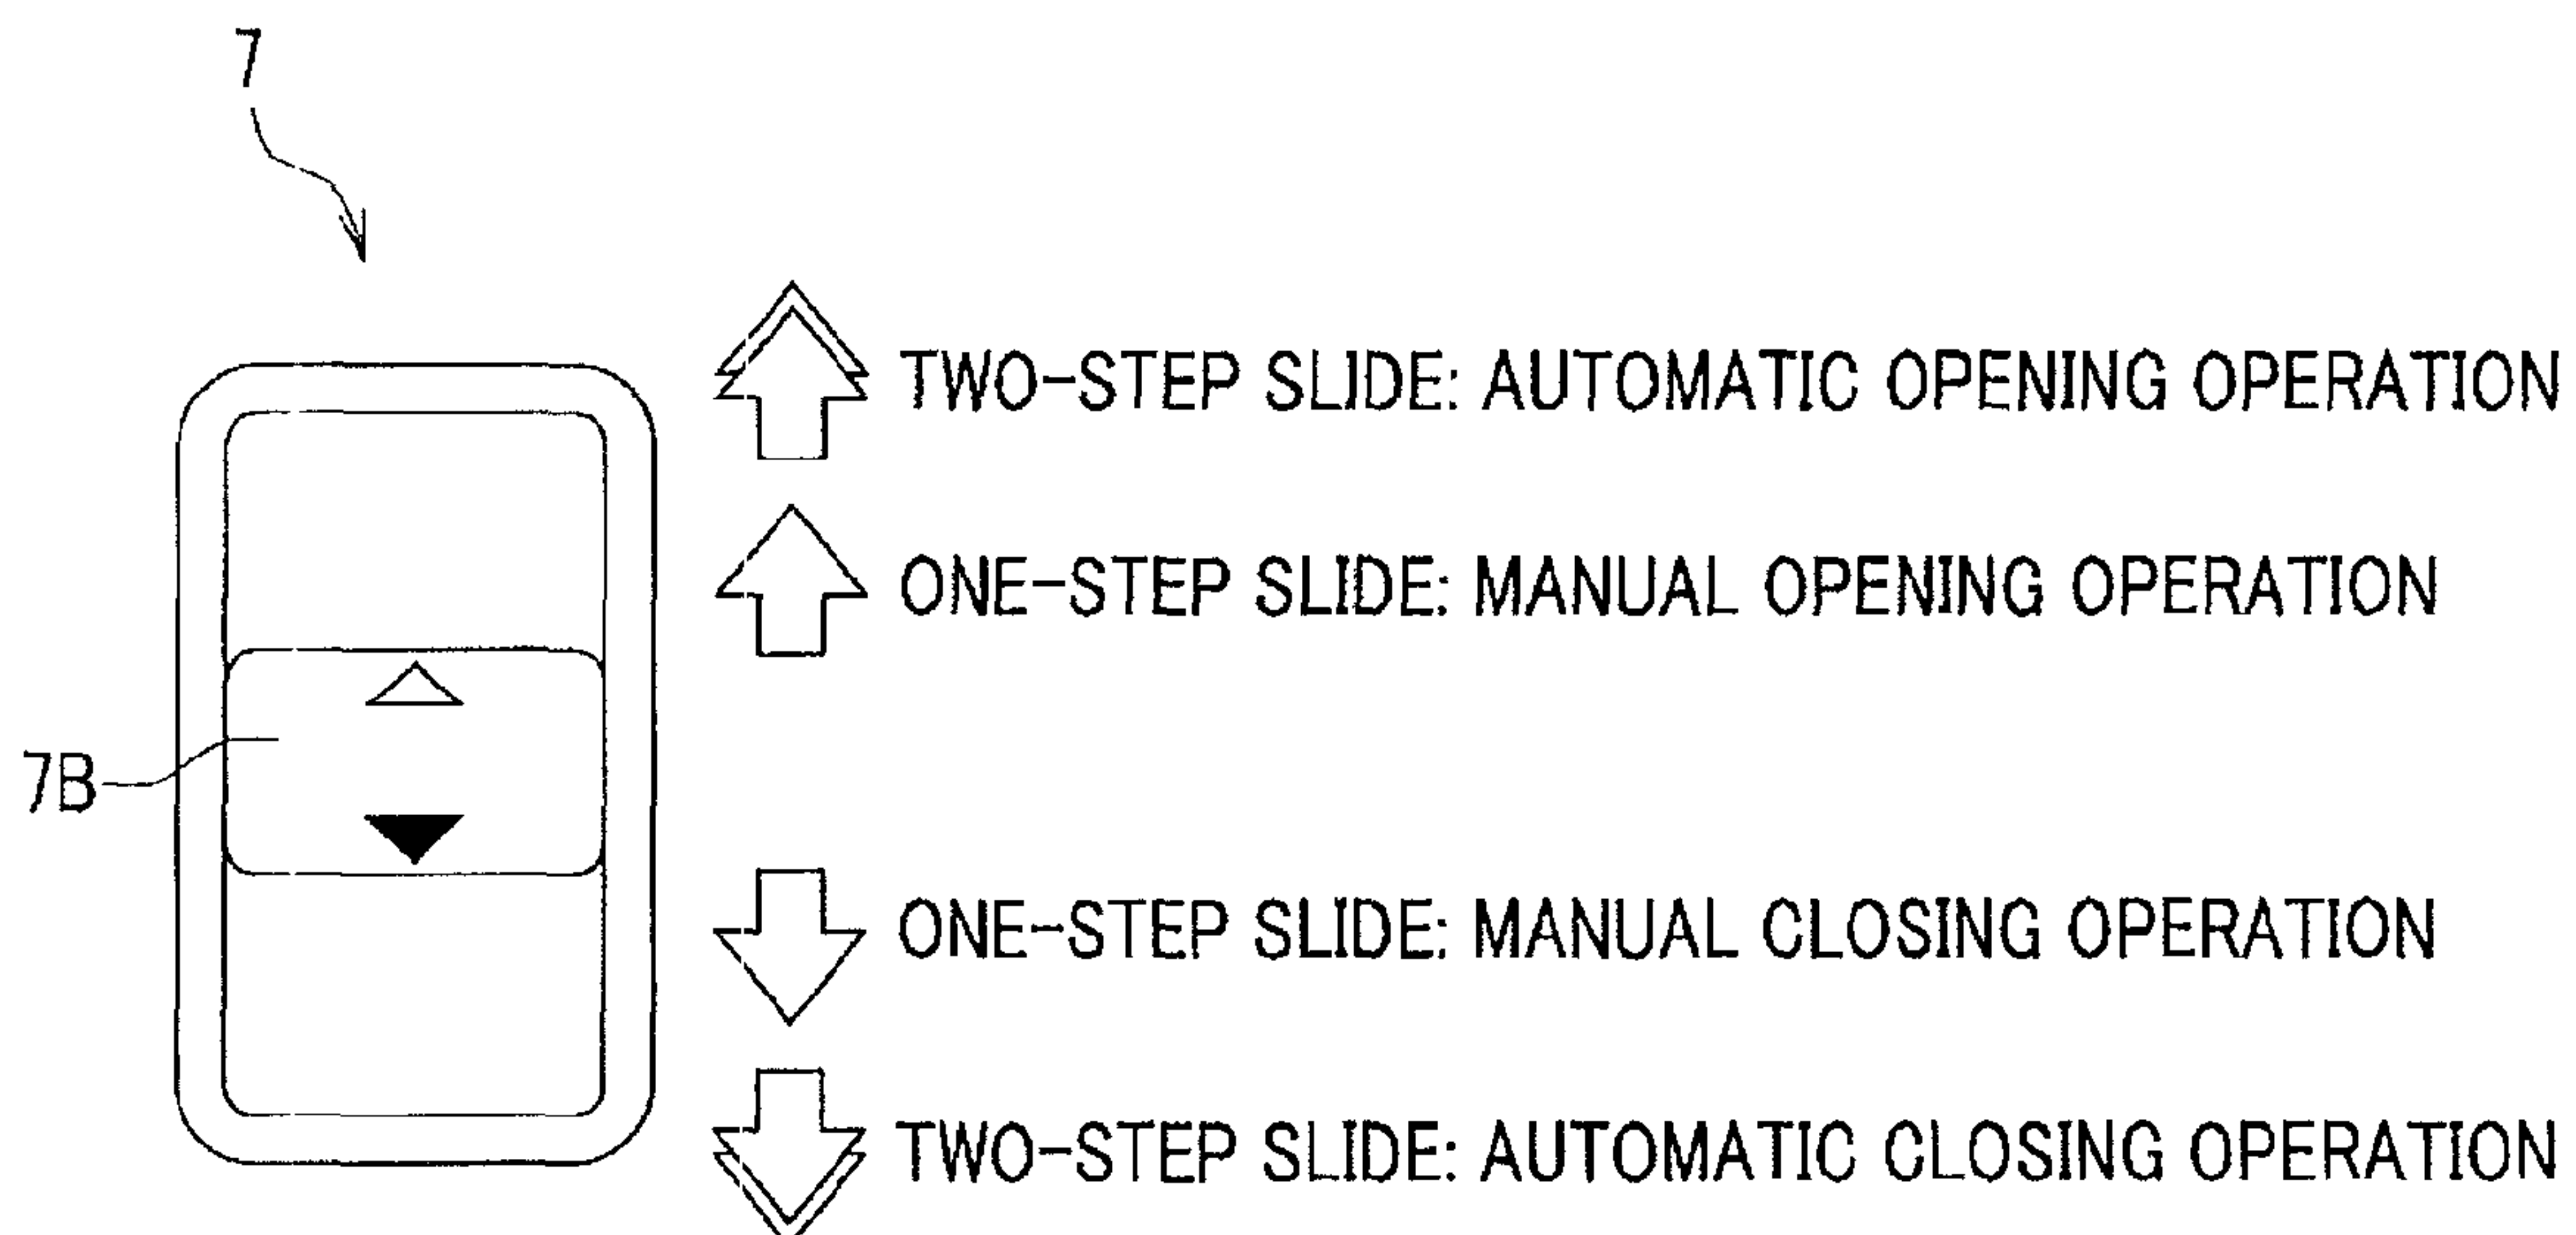 7
TWO-STEP SLIDE: AUTOMATIC OPENING OPERATION
ONE-STEP SLIDE: MANUAL OPENING OPERATION
7B
ONE-STEP SLIDE: MANUAL CLOSING OPERATION
TWO-STEP SLIDE: AUTOMATIC CLOSING OPERATION